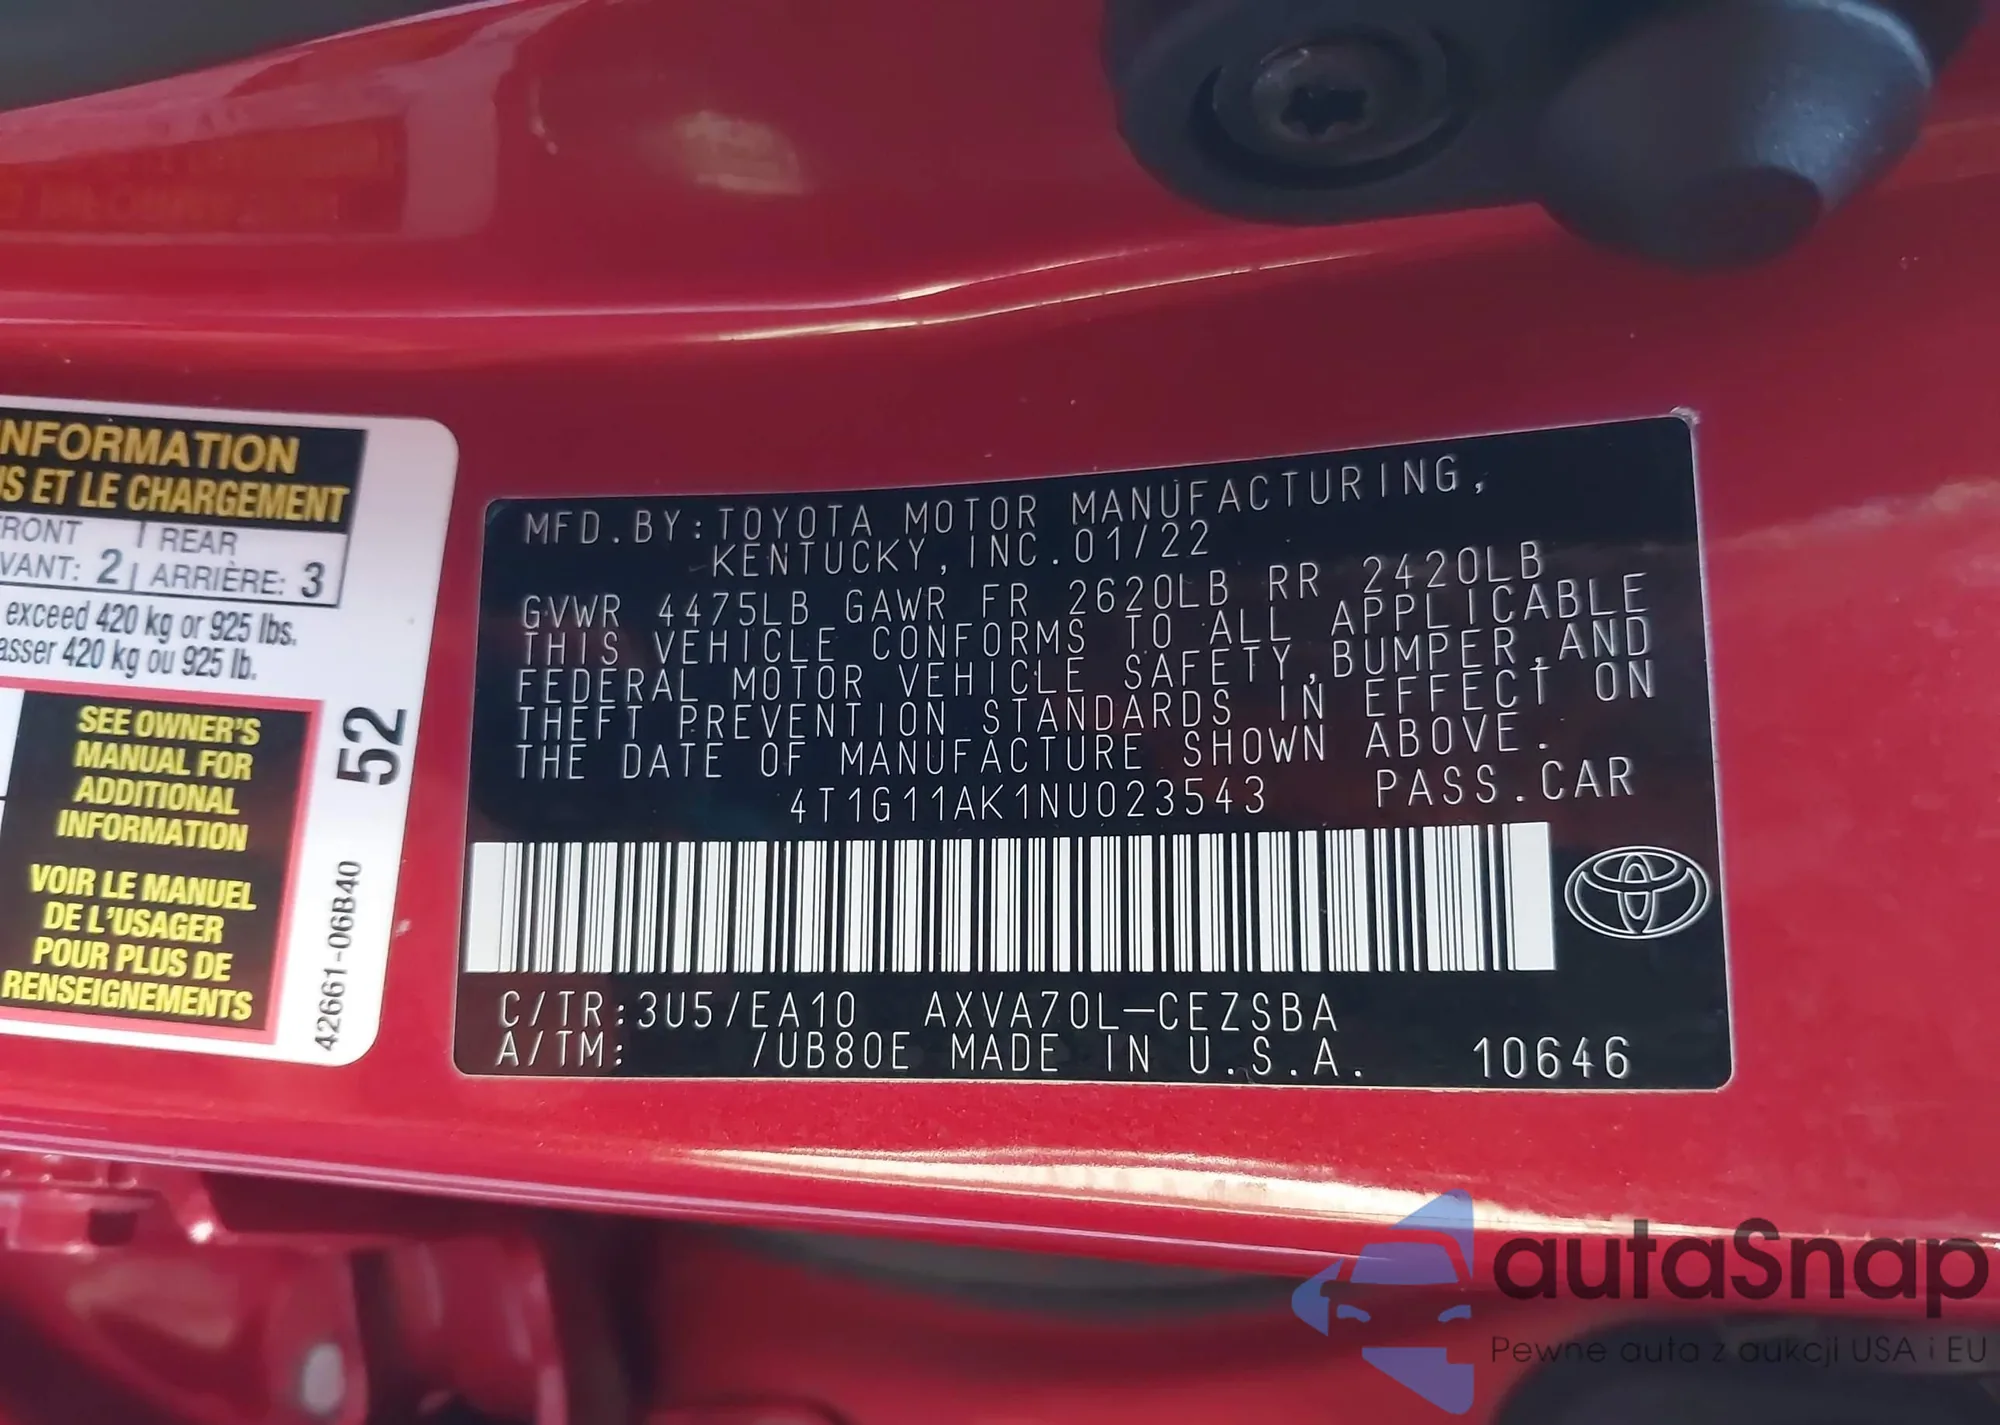 NFORMATION
US ET LE CHARGEMENT
FRONT REAR
VANT: 2 ARRIÈRE: 3
exceed 420 kg or 925 lbs.
asser 420 kg ou 925 lb.
SEE OWNER'S
MANUAL FOR
ADDITIONAL
INFORMATION
VOIR LE MANUEL
DE L'USAGER
POUR PLUS DE
RENSEIGNEMENTS
52
42661-06B40
MFD.BY:TOYOTA MOTOR MANUFACTURING,
KENTUCKY,INC.01/22
GVWR 4475LB GAWR FR 2620LB RR 2420LB
THIS VEHICLE CONFORMS TO ALL APPLICABLE
FEDERAL MOTOR VEHICLE SAFETY,BUMPER,AND
THEFT PREVENTION STANDARDS IN EFFECT ON
THE DATE OF MANUFACTURE SHOWN ABOVE.
4T1G11AK1NU023543 PASS.CAR
C/TR:3U5/EA10 AXVA70L-CEZSBA
A/TM: /UB80E MADE IN U.S.A. 10646
autaSnap
Pewne auta z aukcji USA i EU